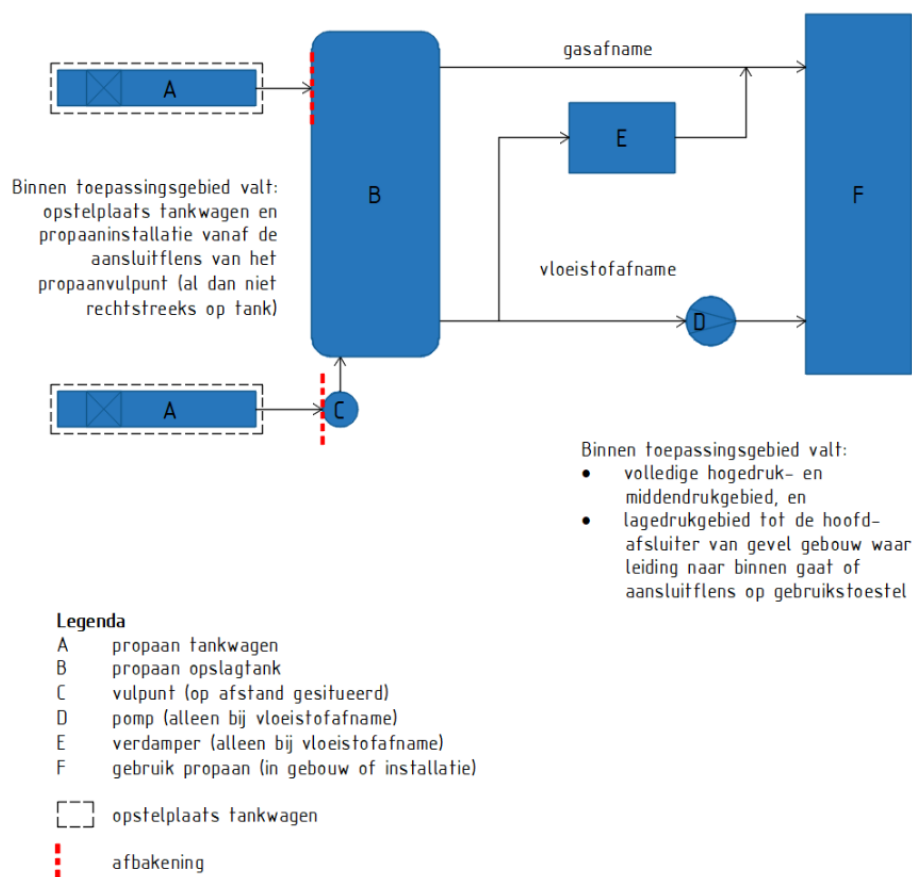 gasafname
A
E
B
F
Binnen toepassingsgebied valt:
opstelplaats tankwagen en
propaaninstallatie vanaf de
aansluitflens van het
propaanvulpunt (al dan niet
rechtstreeks op tank)
vloeistofafname
D
A
C
Binnen toepassingsgebied valt:
• volledige hogedruk- en
middendrukgebied, en
• lagedrukgebied tot de hoofd-
afsluiter van gevel gebouw waar
leiding naar binnen gaat of
aansluitflens op gebruikstoestel
Legenda
A propaan tankwagen
B propaan opslagtank
C vulpunt (op afstand gesitueerd)
D pomp (alleen bij vloeistofafname)
E verdamper (alleen bij vloeistofafname)
F gebruik propaan (in gebouw of installatie)
opstelplaats tankwagen
afbakening